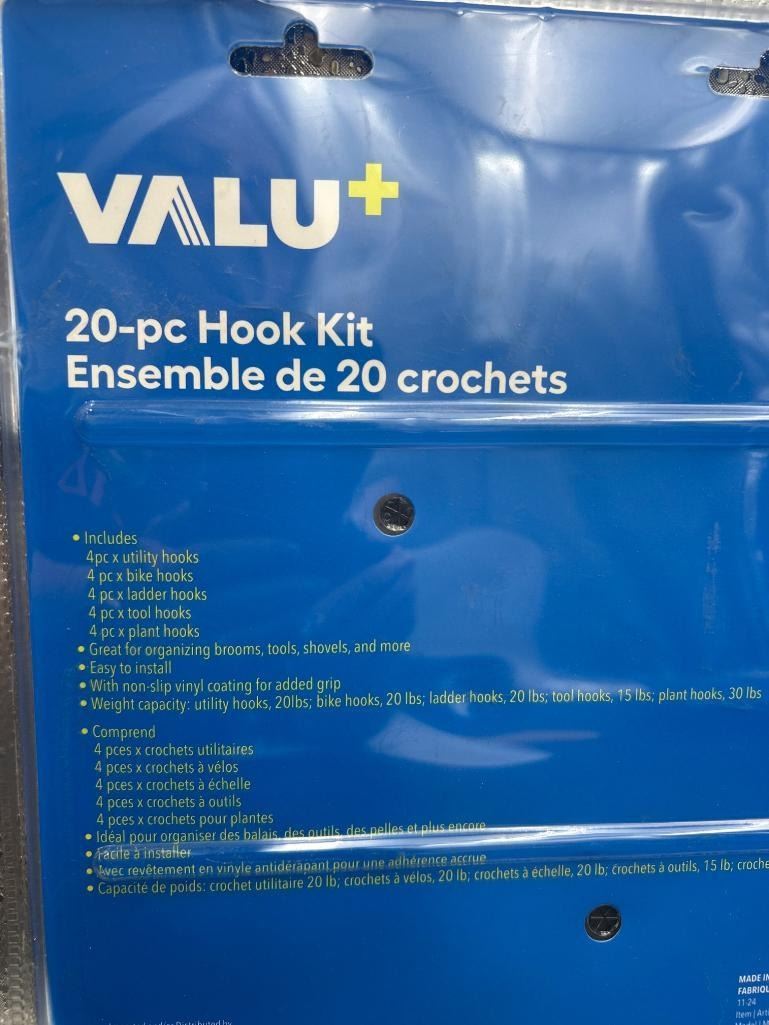 VALU+
20-pc Hook Kit
Ensemble de 20 crochets
• Includes
4pc x utility hooks
4 pc x bike hooks
4 pc x ladder hooks
4 pc x tool hooks
4 pc x plant hooks
• Great for organizing brooms, tools, shovels, and more
• Easy to install
• With non-slip vinyl coating for added grip
• Weight capacity: utility hooks, 20lbs; bike hooks, 20 lbs; ladder hooks, 20 lbs; tool hooks, 15 lbs; plant hooks, 30 lbs
• Comprend
4 pces x crochets utilitaires
4 pces x crochets à vélos
4 pces x crochets à échelle
4 pces x crochets à outils
4 pces x crochets pour plantes
• Idéal pour organiser des balais, des outils, des pelles et plus encore
• Facile à installer
• Avec revêtement en vinyle antidérapant pour une adhérence accrue
• Capacité de poids: crochet utilitaire 20 lb; crochets à vélos, 20 lb; crochets à échelle, 20 lb; crochets à outils, 15 lb; croche
MADE IN
FABRIQU
11-24
Item | Arti